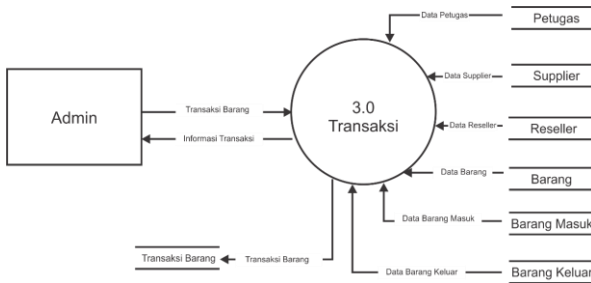 Data Petugas
Petugas
Data Supplier
Supplier
Admin
Transaksi Barang
3.0
Transaksi
Data Reseller
Reseller
Informasi Transaksi
Data Barang
Barang
Data Barang Masuk
Barang Masuk
Transaksi Barang
Transaksi Barang
Data Barang Keluar
Barang Keluar